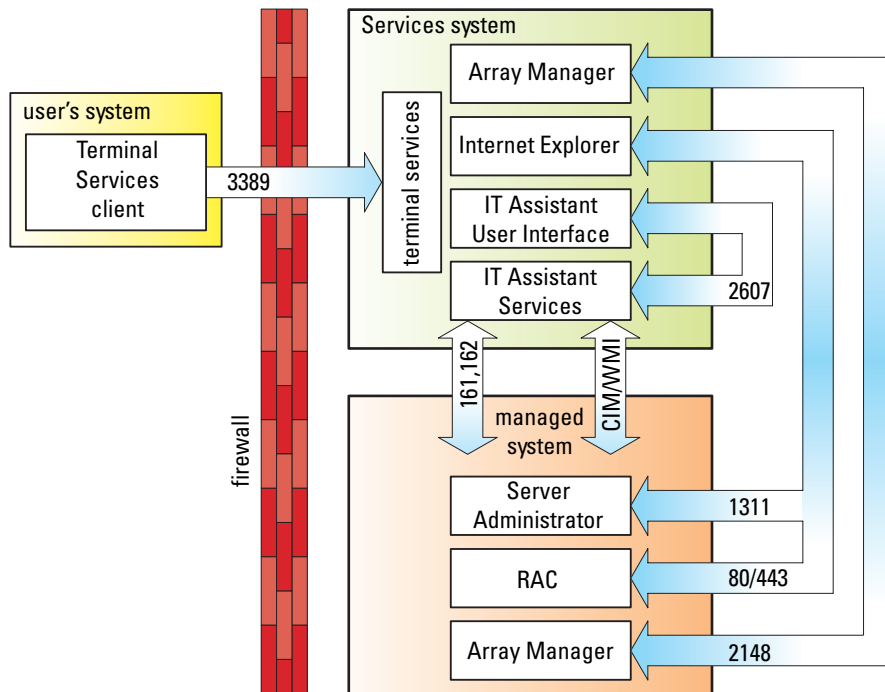 Services system
Array Manager
user's system
Terminal
Services
client
3389
terminal services
Internet Explorer
IT Assistant
User Interface
IT Assistant
Services
2607
161,162
CIM/WMI
firewall
managed
system
Server
Administrator
1311
RAC
80/443
Array Manager
2148